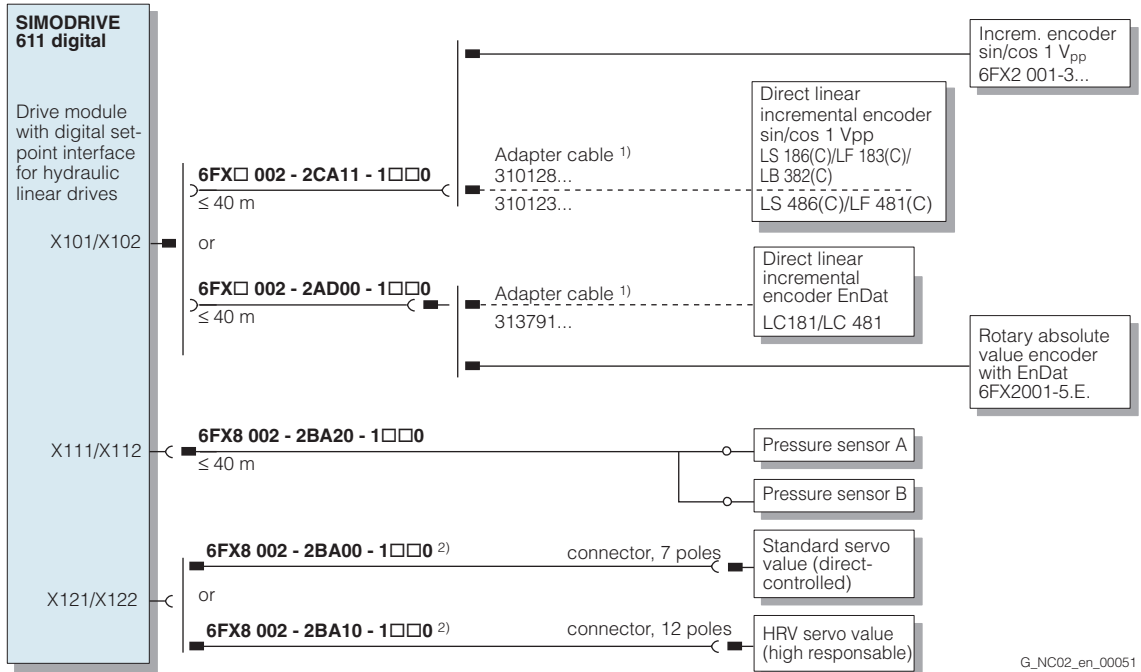 SIMODRIVE
611 digital
Drive module
with digital set-
point interface
for hydraulic
linear drives
X101/X102
6FX□ 002 - 2CA11 - 1□□0
≤ 40 m
or
6FX□ 002 - 2AD00 - 1□□0
≤ 40 m
Increm. encoder
sin/cos 1 Vpp
6FX2 001-3...
Adapter cable 1)
310128...
310123...
Direct linear
incremental encoder
sin/cos 1 Vpp
LS 186(C)/LF 183(C)/
LB 382(C)
LS 486(C)/LF 481(C)
Adapter cable 1)
313791...
Direct linear
incremental
encoder EnDat
LC181/LC 481
Rotary absolute
value encoder
with EnDat
6FX2001-5.E.
X111/X112
6FX8 002 - 2BA20 - 1□□0
≤ 40 m
Pressure sensor A
Pressure sensor B
X121/X122
6FX8 002 - 2BA00 - 1□□0 2)
connector, 7 poles
Standard servo
value (direct-
controlled)
or
6FX8 002 - 2BA10 - 1□□0 2)
connector, 12 poles
HRV servo value
(high responsable)
G_NC02_en_00051